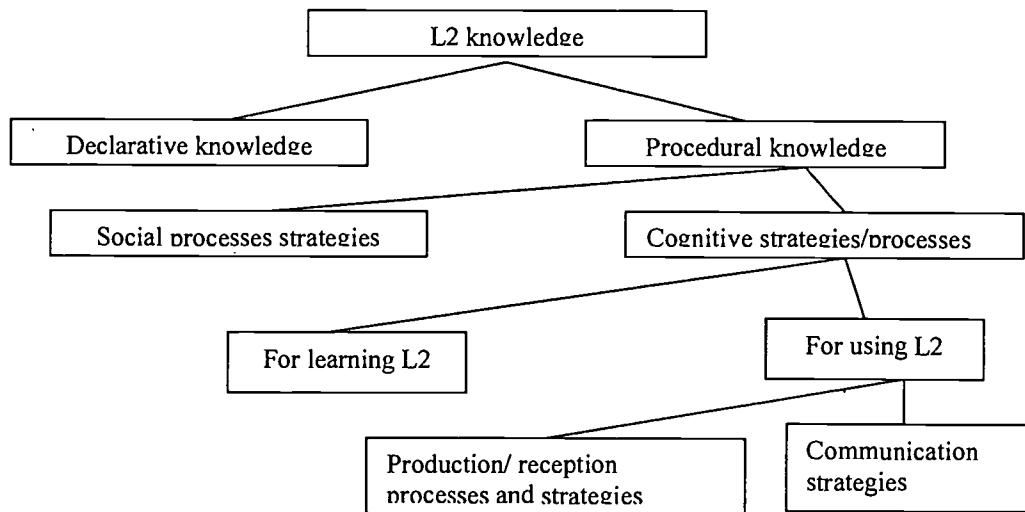 L2 knowledge
Declarative knowledge
Procedural knowledge
Social processes strategies
Cognitive strategies/processes
For learning L2
For using L2
Production/ reception
processes and strategies
Communication
strategies